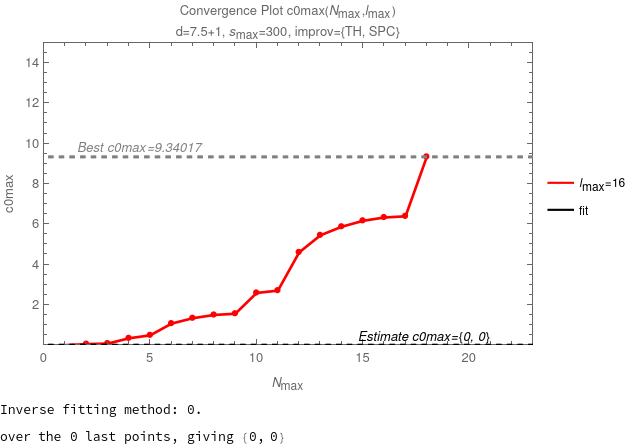 Convergence Plot c0max(Nmax,lmax)
d=7.5+1, smax=300, improv={TH, SPC}
14
12
10
8
6
4
2
c0max
Best c0max=9.34017
Estimate c0max={0, 0}
0
5
10
15
20
Nmax
lmax=16
fit
Inverse fitting method: 0.
over the 0 last points, giving {0, 0}